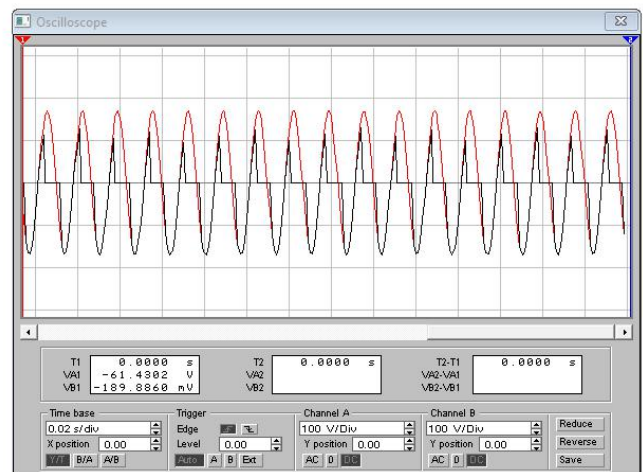 Oscilloscope
1
2
T1 0.0000 s
VA1 -61.4302 V
VB1 -189.8860 mV
T2 0.0000 s
VA2
VB2
T2-T1 0.0000 s
VA2-VA1
VB2-VB1
Time base
0.02 s/div
X position 0.00
Y/T B/A A/B
Trigger
Edge
Level 0.00
Auto A B Ext
Channel A
100 V/Div
Y position 0.00
AC 0 DC
Channel B
100 V/Div
Y position 0.00
AC 0 DC
Reduce
Reverse
Save